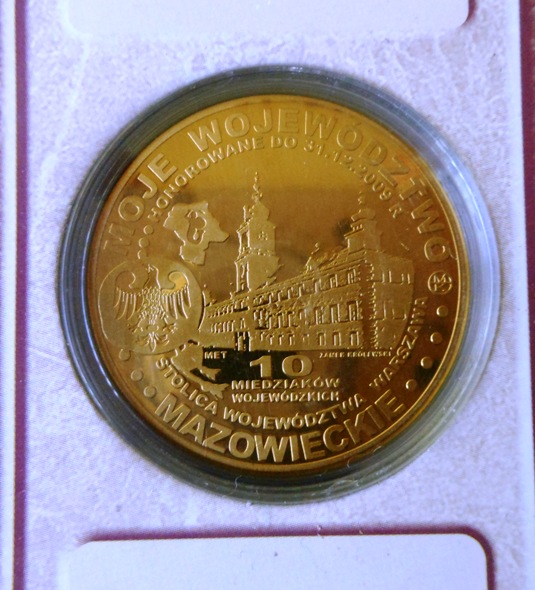 MOJE WOJEWÓDZTWO
HONOROWANE DO 31.12.2009 R.
MET
ZAMEK KRÓLEWSKI
10
MIEDZIAKÓW
WOJEWÓDZKICH
STOLICA WOJEWÓDZTWA WARSZAWA
MAZOWIECKIE